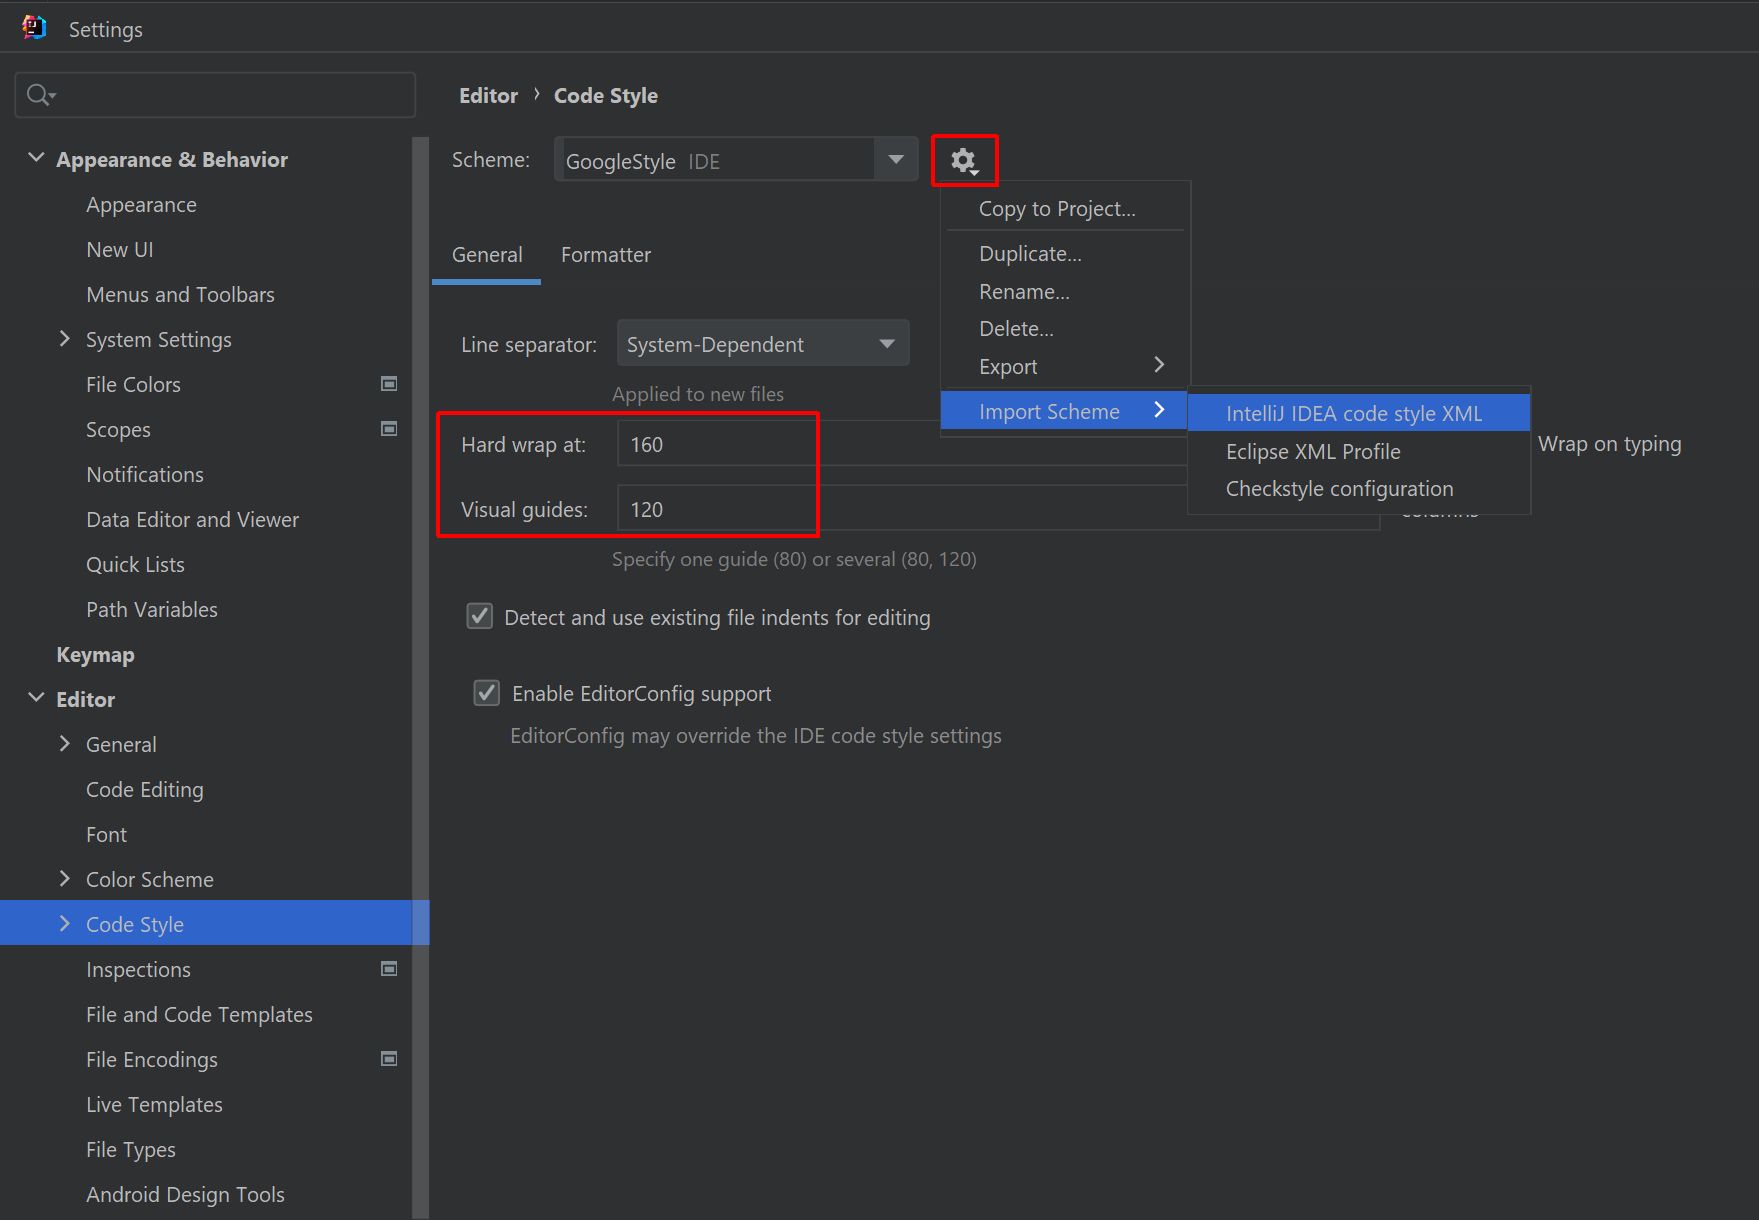 Settings
Appearance & Behavior
Appearance
New UI
Menus and Toolbars
System Settings
File Colors
Scopes
Notifications
Data Editor and Viewer
Quick Lists
Path Variables
Keymap
Editor
General
Code Editing
Font
Color Scheme
Code Style
Inspections
File and Code Templates
File Encodings
Live Templates
File Types
Android Design Tools
Editor › Code Style
Scheme: GoogleStyle IDE
General Formatter
Line separator: System-Dependent
Applied to new files
Hard wrap at: 160 Wrap on typing
Visual guides: 120 columns
Specify one guide (80) or several (80, 120)
Detect and use existing file indents for editing
Enable EditorConfig support
EditorConfig may override the IDE code style settings
Copy to Project...
Duplicate...
Rename...
Delete...
Export
Import Scheme
IntelliJ IDEA code style XML
Eclipse XML Profile
Checkstyle configuration